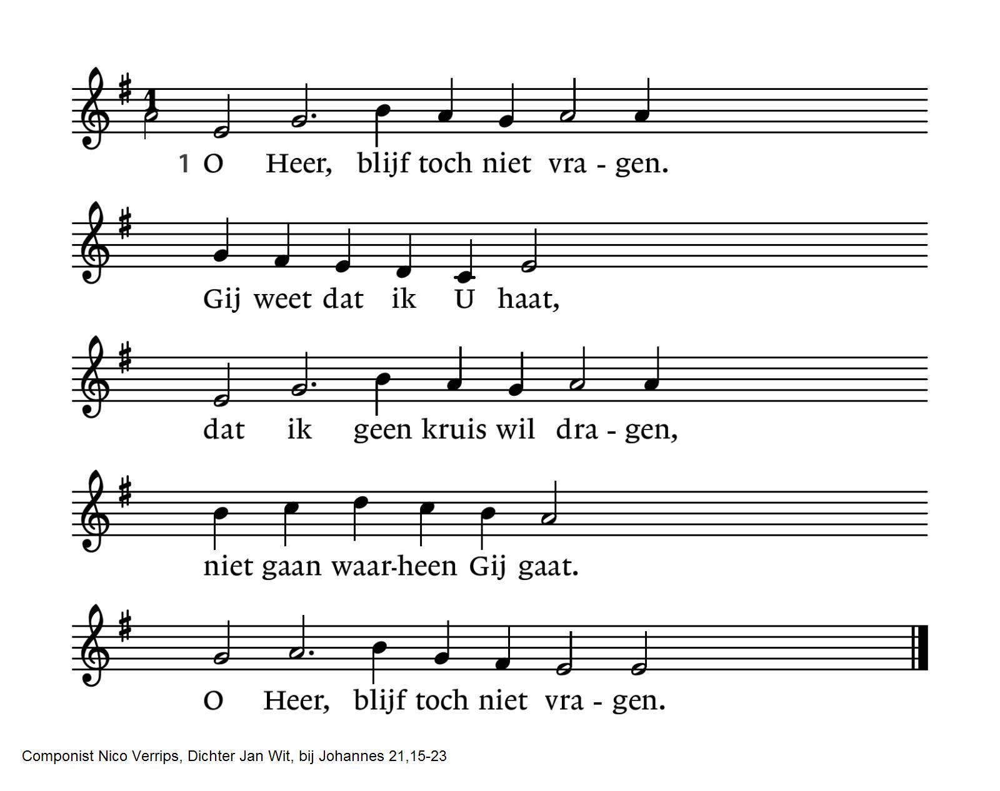 1
1 O Heer, blijf toch niet vra - gen.
Gij weet dat ik U haat,
dat ik geen kruis wil dra - gen,
niet gaan waar-heen Gij gaat.
O Heer, blijf toch niet vra - gen.
Componist Nico Verrips, Dichter Jan Wit, bij Johannes 21,15-23